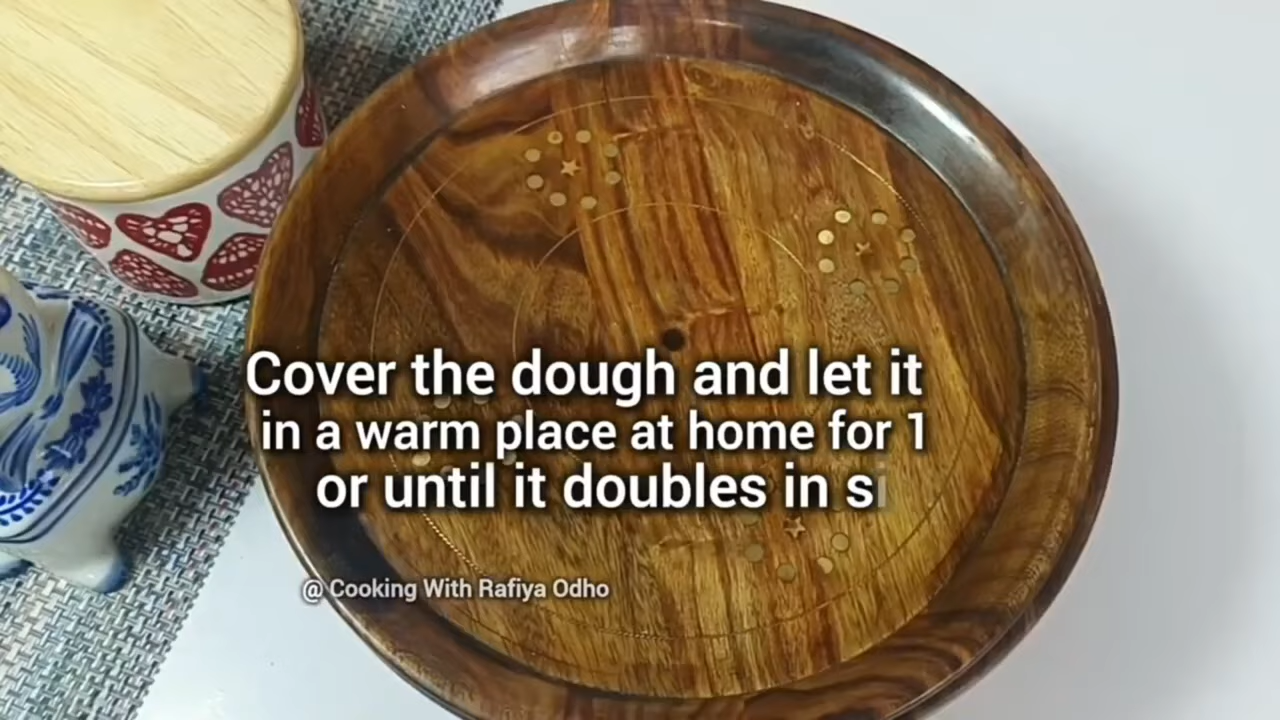 Cover the dough and let it
in a warm place at home for 1
or until it doubles in si
@ Cooking With Rafiya Odho